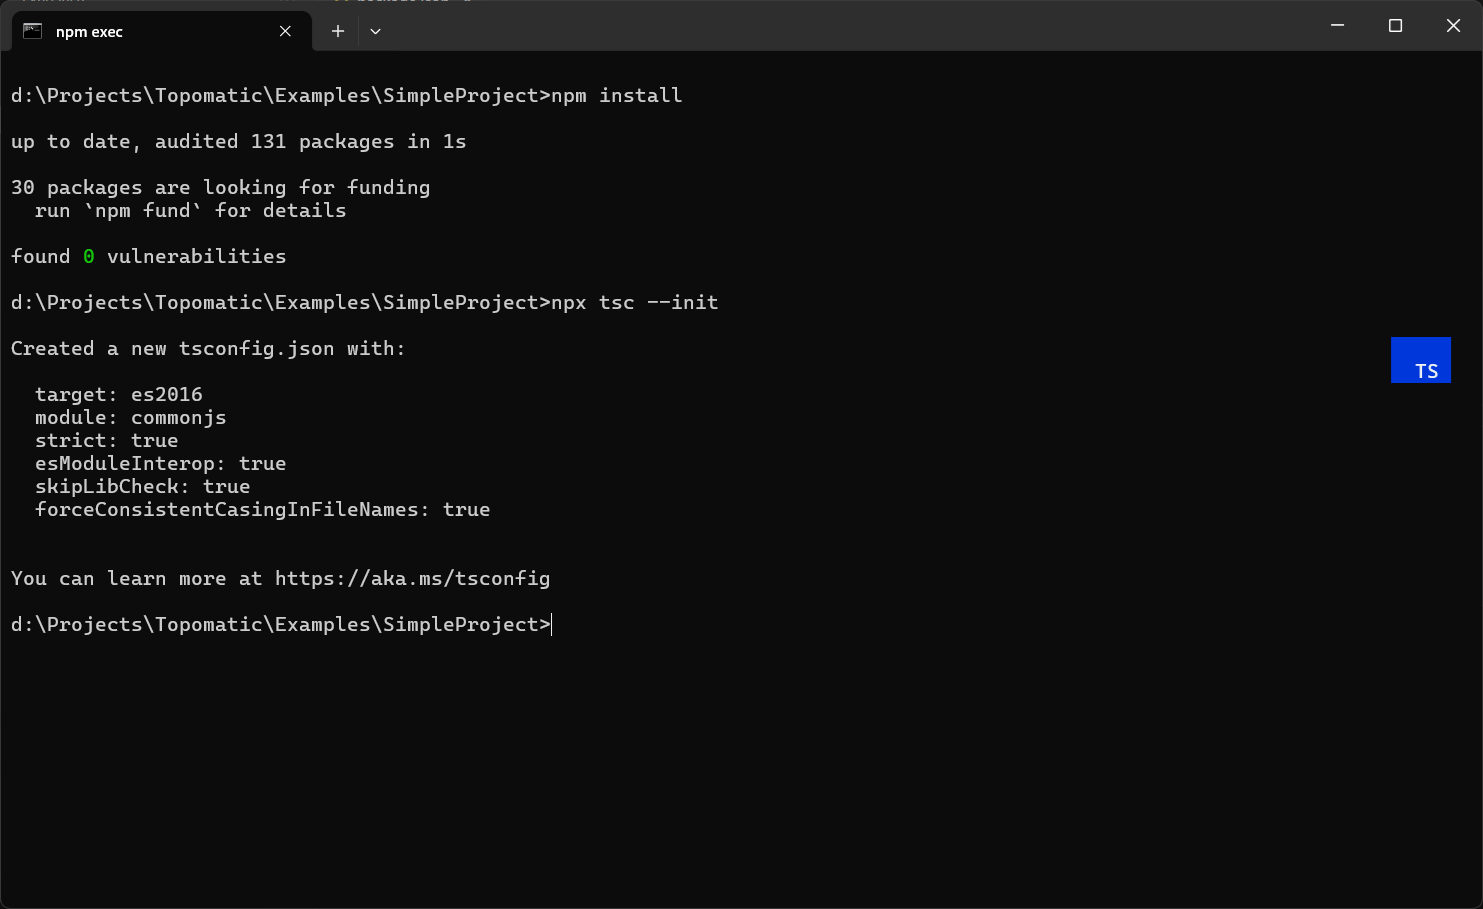 npm exec
d:\Projects\Topomatic\Examples\SimpleProject>npm install
up to date, audited 131 packages in 1s
30 packages are looking for funding
run `npm fund` for details
found 0 vulnerabilities
d:\Projects\Topomatic\Examples\SimpleProject>npx tsc --init
Created a new tsconfig.json with:
TS
target: es2016
module: commonjs
strict: true
esModuleInterop: true
skipLibCheck: true
forceConsistentCasingInFileNames: true
You can learn more at https://aka.ms/tsconfig
d:\Projects\Topomatic\Examples\SimpleProject>